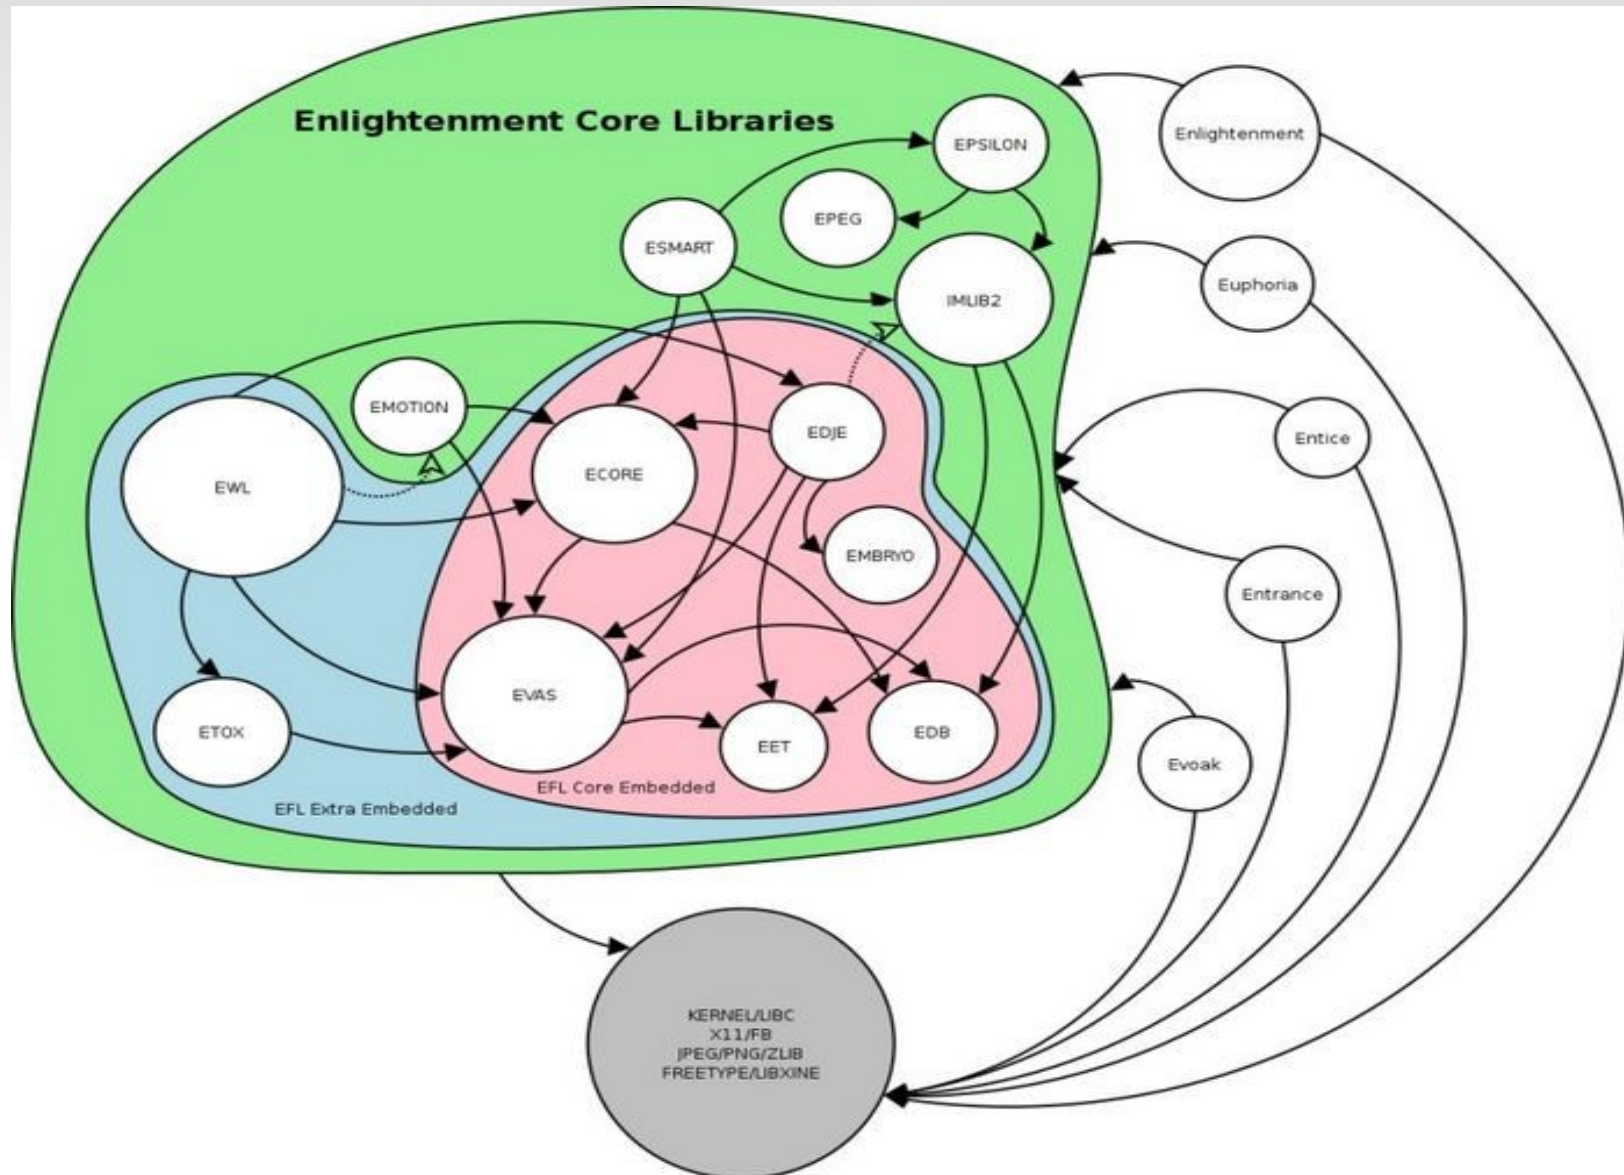 Enlightenment Core Libraries
EPSILON
Enlightenment
EPEG
ESMART
Euphoria
IMLIB2
EMOTION
EDJE
Entice
ECORE
EWL
EMBRYO
Entrance
EVAS
ETOX
EET
EDB
Evoak
EFL Core Embedded
EFL Extra Embedded
KERNEL/LIBC
X11/FB
JPEG/PNG/ZLIB
FREETYPE/LIBXINE